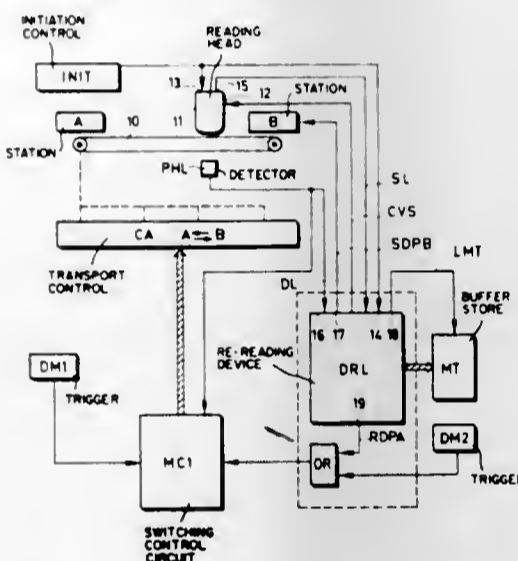 INITIATION
CONTROL
INIT
READING
HEAD
13
15
12
STATION
A
10
11
B
STATION
PHL
DETECTOR
SL
CVS
SDPB
CA A B
TRANSPORT
CONTROL
DL
LMT
BUFFER
STORE
16 17 14 18
RE-READING
DEVICE
DRL
MT
19
DM1
TRIGGER
RDPA
DM2
TRIGGER
MC1
OR
SWITCHING
CONTROL
CIRCUIT